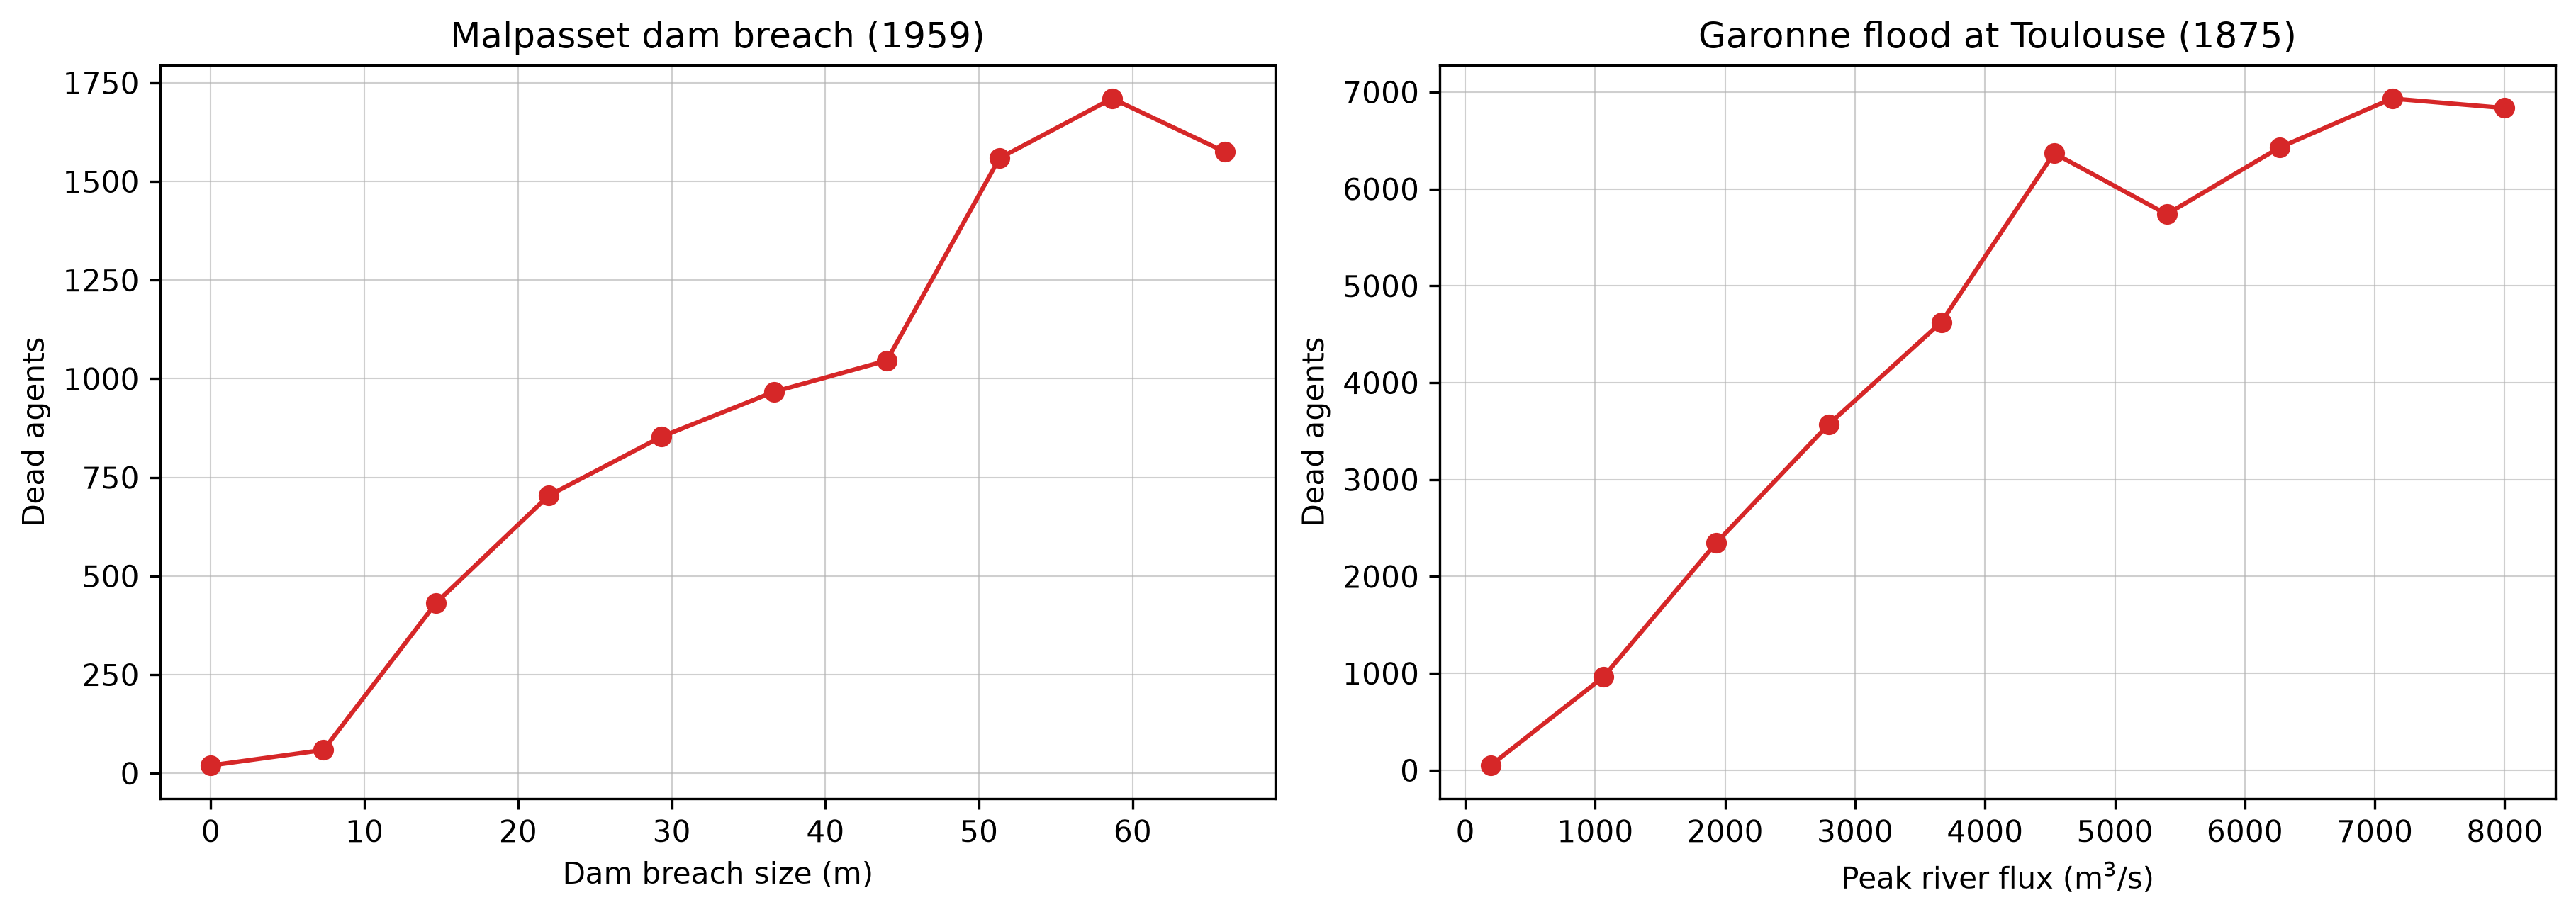 Malpasset dam breach (1959)
Dead agents
1750
1500
1250
1000
750
500
250
0
0 10 20 30 40 50 60
Dam breach size (m)
Garonne flood at Toulouse (1875)
Dead agents
7000
6000
5000
4000
3000
2000
1000
0
0 1000 2000 3000 4000 5000 6000 7000 8000
Peak river flux (m³/s)